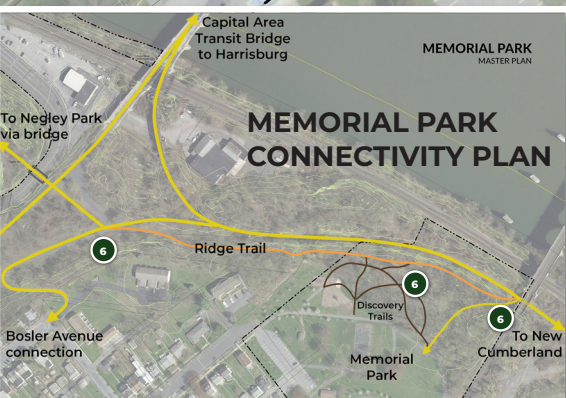 Capital Area
Transit Bridge
to Harrisburg
MEMORIAL PARK
MASTER PLAN
To Negley Park
via bridge
MEMORIAL PARK
CONNECTIVITY PLAN
6
Ridge Trail
6
Discovery
Trails
6
Bosler Avenue
connection
Memorial
Park
To New
Cumberland